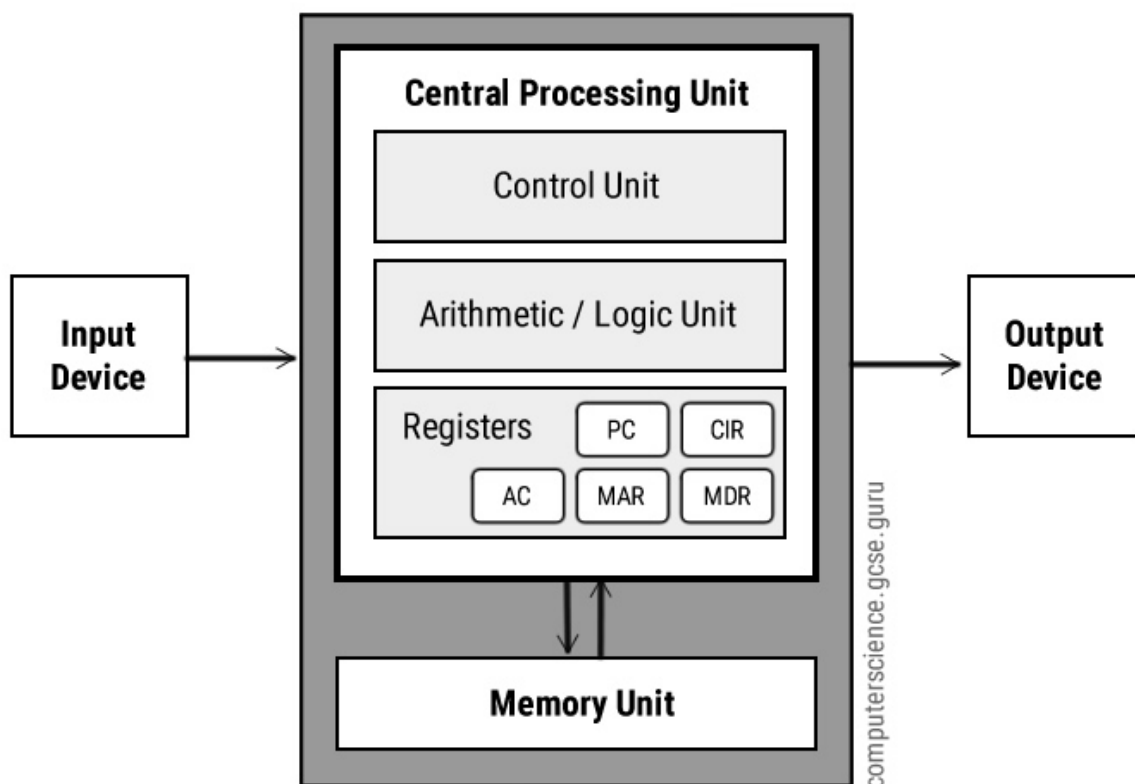 Central Processing Unit
Control Unit
Arithmetic / Logic Unit
Registers
PC
CIR
AC
MAR
MDR
Memory Unit
Input
Device
Output
Device
computerscience.gcse.guru